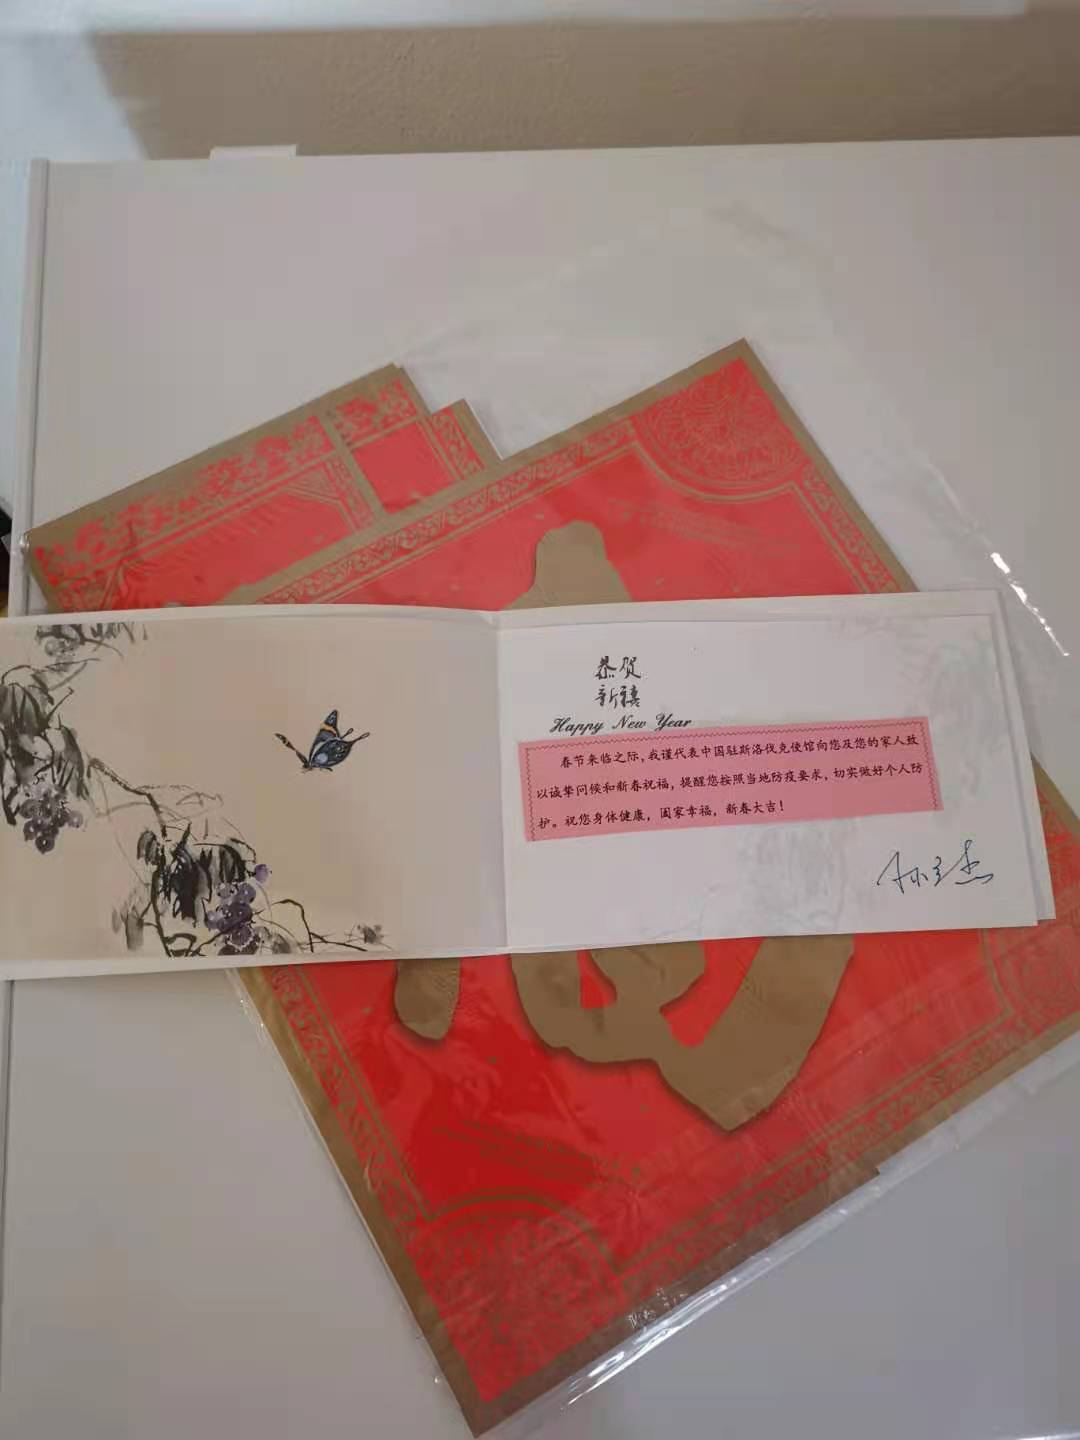 恭贺
新禧
Happy New Year
春节来临之际，我谨代表中国驻斯洛伐克使馆向您及您的家人致
以诚挚问候和新春祝福，提醒您按照当地防疫要求，切实做好个人防
护。祝您身体健康，阖家幸福，新春大吉！